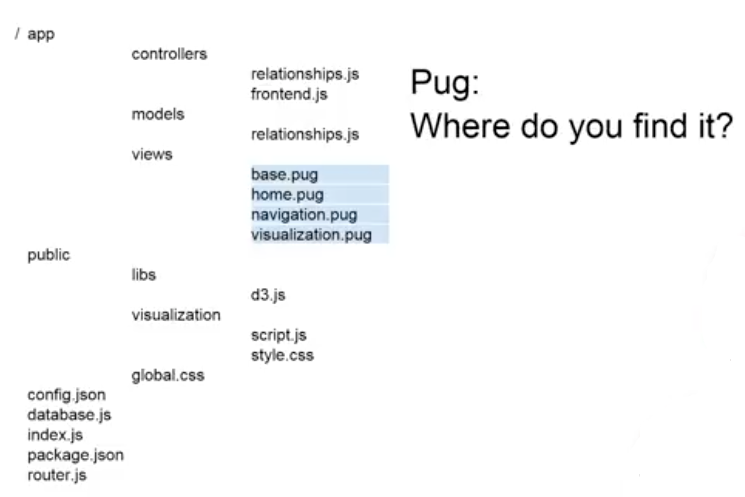 / app
controllers
relationships.js
frontend.js
models
relationships.js
views
base.pug
home.pug
navigation.pug
visualization.pug
public
libs
d3.js
visualization
script.js
style.css
global.css
config.json
database.js
index.js
package.json
router.js
Pug:
Where do you find it?